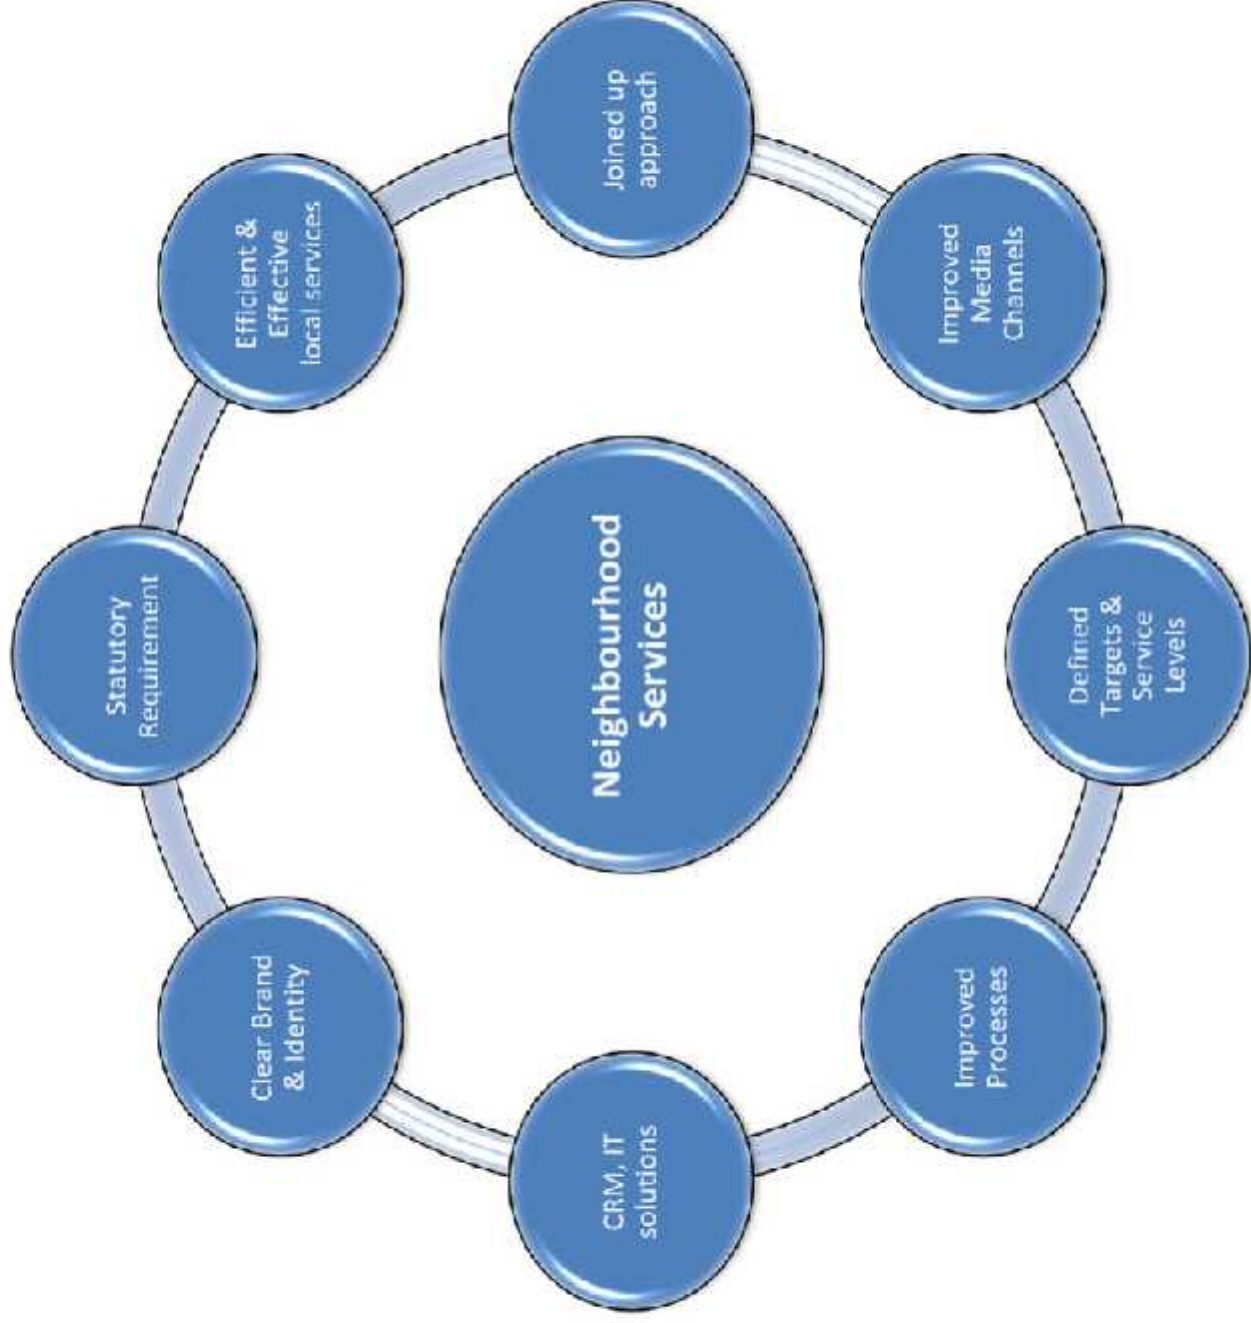 Neighbourhood
Services
Statutory
Requirement
Efficient &
Effective
local services
Joined up
approach
Improved
Media
Channels
Defined
Targets &
Service
Levels
Improved
Processes
CRM, IT
solutions
Clear Brand
& Identity